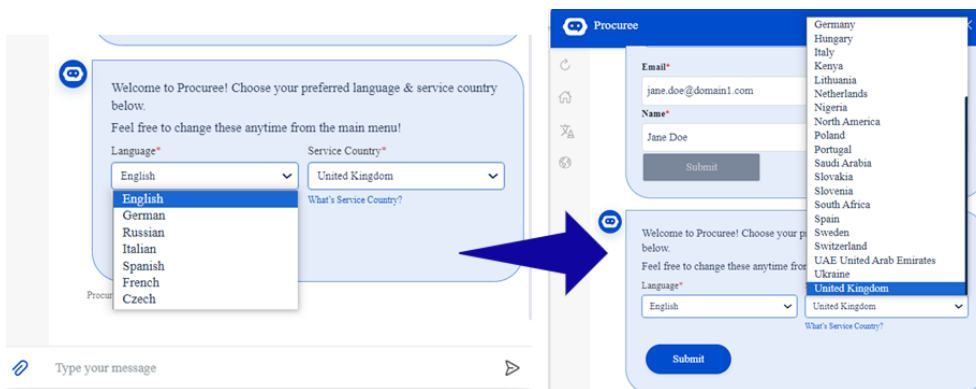 Welcome to Procuree! Choose your preferred language & service country
below.
Feel free to change these anytime from the main menu!
Language*
Service Country*
English
United Kingdom
What's Service Country?
English
German
Russian
Italian
Spanish
French
Czech
Procur
Type your message
Procuree
Email*
jane.doe@domain1.com
Name*
Jane Doe
Submit
Germany
Hungary
Italy
Kenya
Lithuania
Netherlands
Nigeria
North America
Poland
Portugal
Saudi Arabia
Slovakia
Slovenia
South Africa
Spain
Sweden
Switzerland
UAE United Arab Emirates
Ukraine
United Kingdom
Welcome to Procuree! Choose your p
below.
Feel free to change these anytime from
Language*
English
United Kingdom
What's Service Country?
Submit